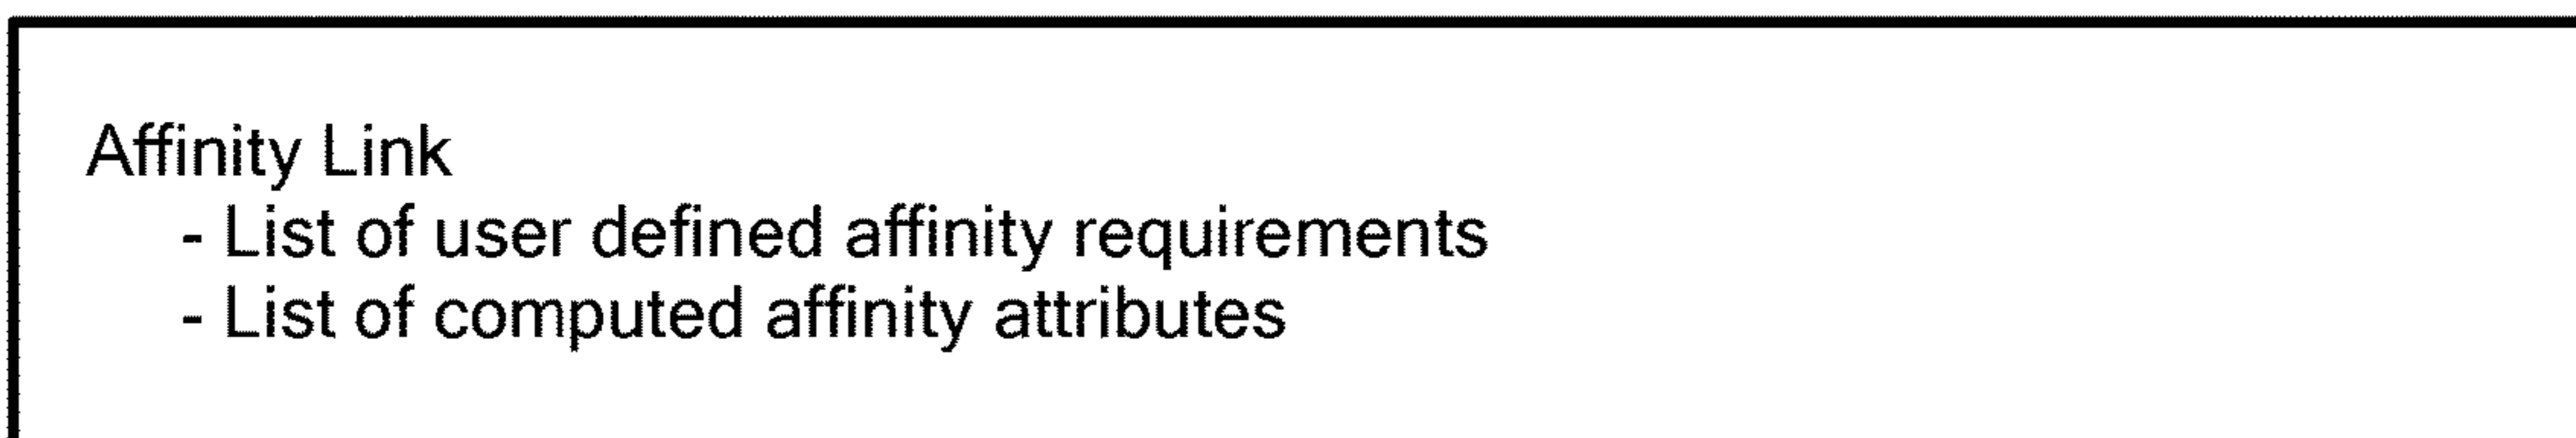 Affinity Link
- List of user defined affinity requirements
- List of computed affinity attributes